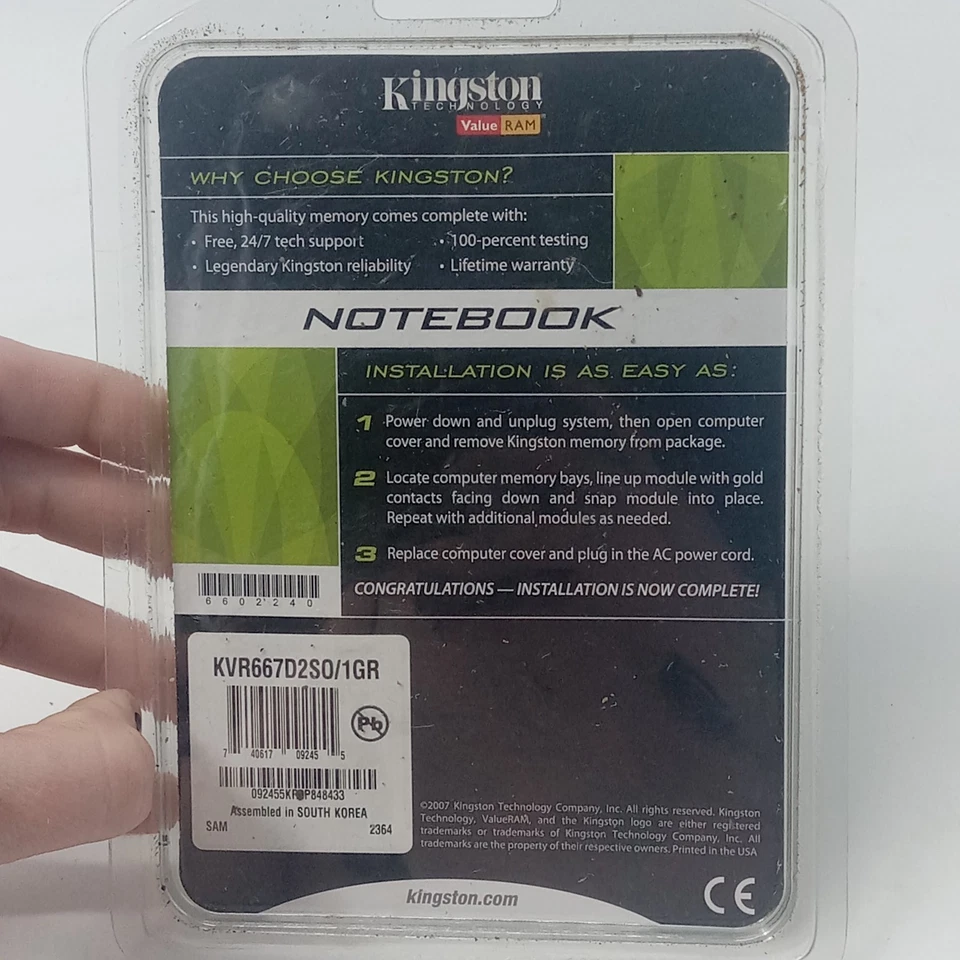 Kingston
TECHNOLOGY
Value RAM
WHY CHOOSE KINGSTON?
This high-quality memory comes complete with:
• Free, 24/7 tech support • 100-percent testing
• Legendary Kingston reliability • Lifetime warranty
NOTEBOOK
INSTALLATION IS AS EASY AS:
1 Power down and unplug system, then open computer
cover and remove Kingston memory from package.
2 Locate computer memory bays, line up module with gold
contacts facing down and snap module into place.
Repeat with additional modules as needed.
3 Replace computer cover and plug in the AC power cord.
CONGRATULATIONS — INSTALLATION IS NOW COMPLETE!
6602240
KVR667D2S0/1GR
Pb
7 40617 09245 5
Assembled in SOUTH KOREA
SAM 2364
©2007 Kingston Technology Company, Inc. All rights reserved. Kingston
Technology, ValueRAM, and the Kingston logo are either registered
trademarks or trademarks of Kingston Technology Company, Inc. All
trademarks are the property of their respective owners. Printed in the USA
kingston.com
CE